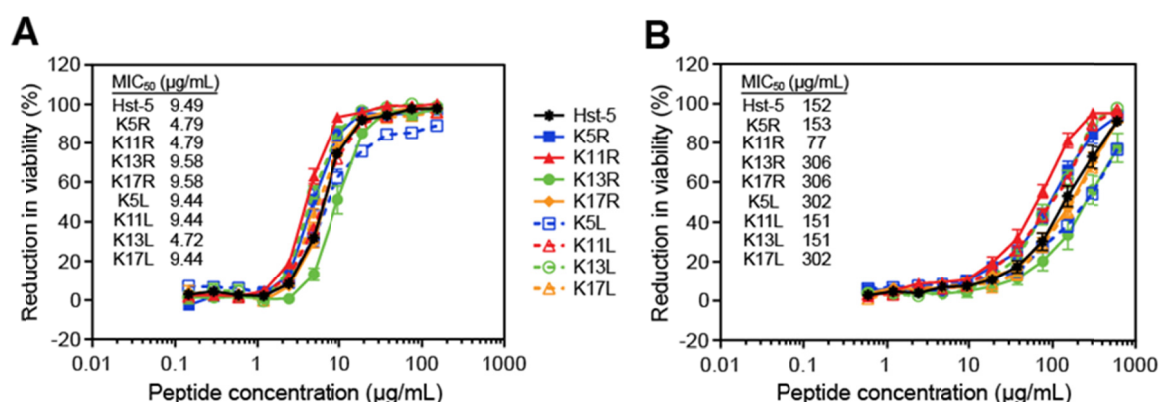 A
Reduction in viability (%)
120
100
80
60
40
20
0
-20
MIC₅₀ (µg/mL)
Hst-5 9.49
K5R 4.79
K11R 4.79
K13R 9.58
K17R 9.58
K5L 9.44
K11L 9.44
K13L 4.72
K17L 9.44
0.01 0.1 1 10 100 1000
Peptide concentration (µg/mL)
Hst-5
K5R
K11R
K13R
K17R
K5L
K11L
K13L
K17L
B
Reduction in viability (%)
120
100
80
60
40
20
0
-20
MIC₅₀ (µg/mL)
Hst-5 152
K5R 153
K11R 77
K13R 306
K17R 306
K5L 302
K11L 151
K13L 151
K17L 302
0.01 0.1 1 10 100 1000
Peptide concentration (µg/mL)